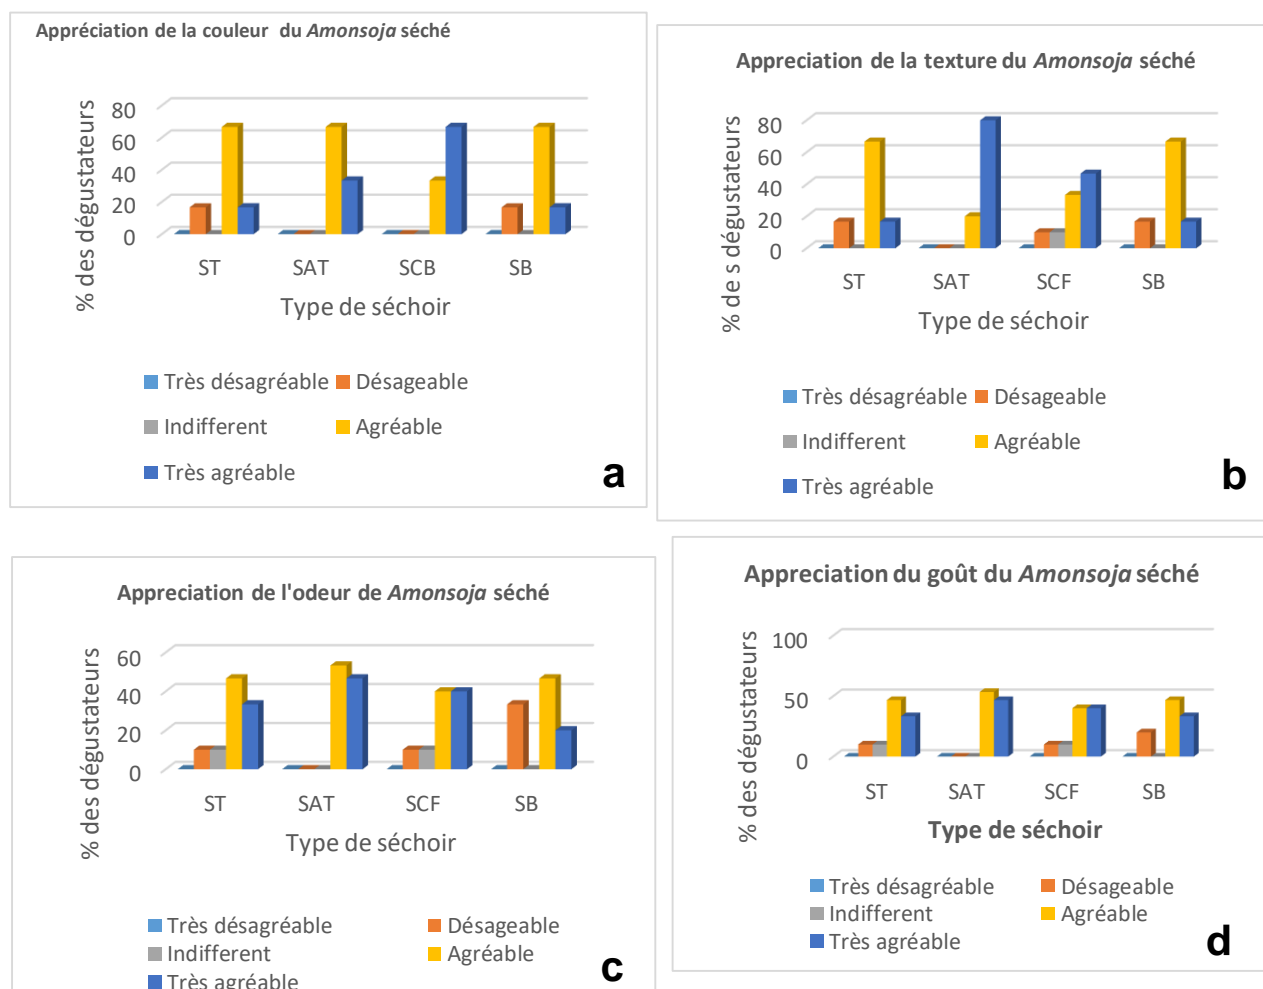 Appréciation de la couleur du Amonsoja séché
% des dégustateurs
80
60
40
20
0
ST SAT SCB SB
Type de séchoir
Très désagréable Désageable
Indifferent Agréable
Très agréable
a
Appreciation de la texture du Amonsoja séché
% de s dégustateurs
80
60
40
20
0
ST SAT SCF SB
Type de séchoir
Très désagréable Désageable
Indifferent Agréable
Très agréable
b
Appreciation de l'odeur de Amonsoja séché
% des dégustateurs
60
40
20
0
ST SAT SCF SB
Type de séchoir
Très désagréable Désageable
Indifferent Agréable
Très agréable
c
Appreciation du goût du Amonsoja séché
% des dégustateurs
100
50
0
ST SAT SCF SB
Type de séchoir
Très désagréable Désageable
Indifferent Agréable
Très agréable
d